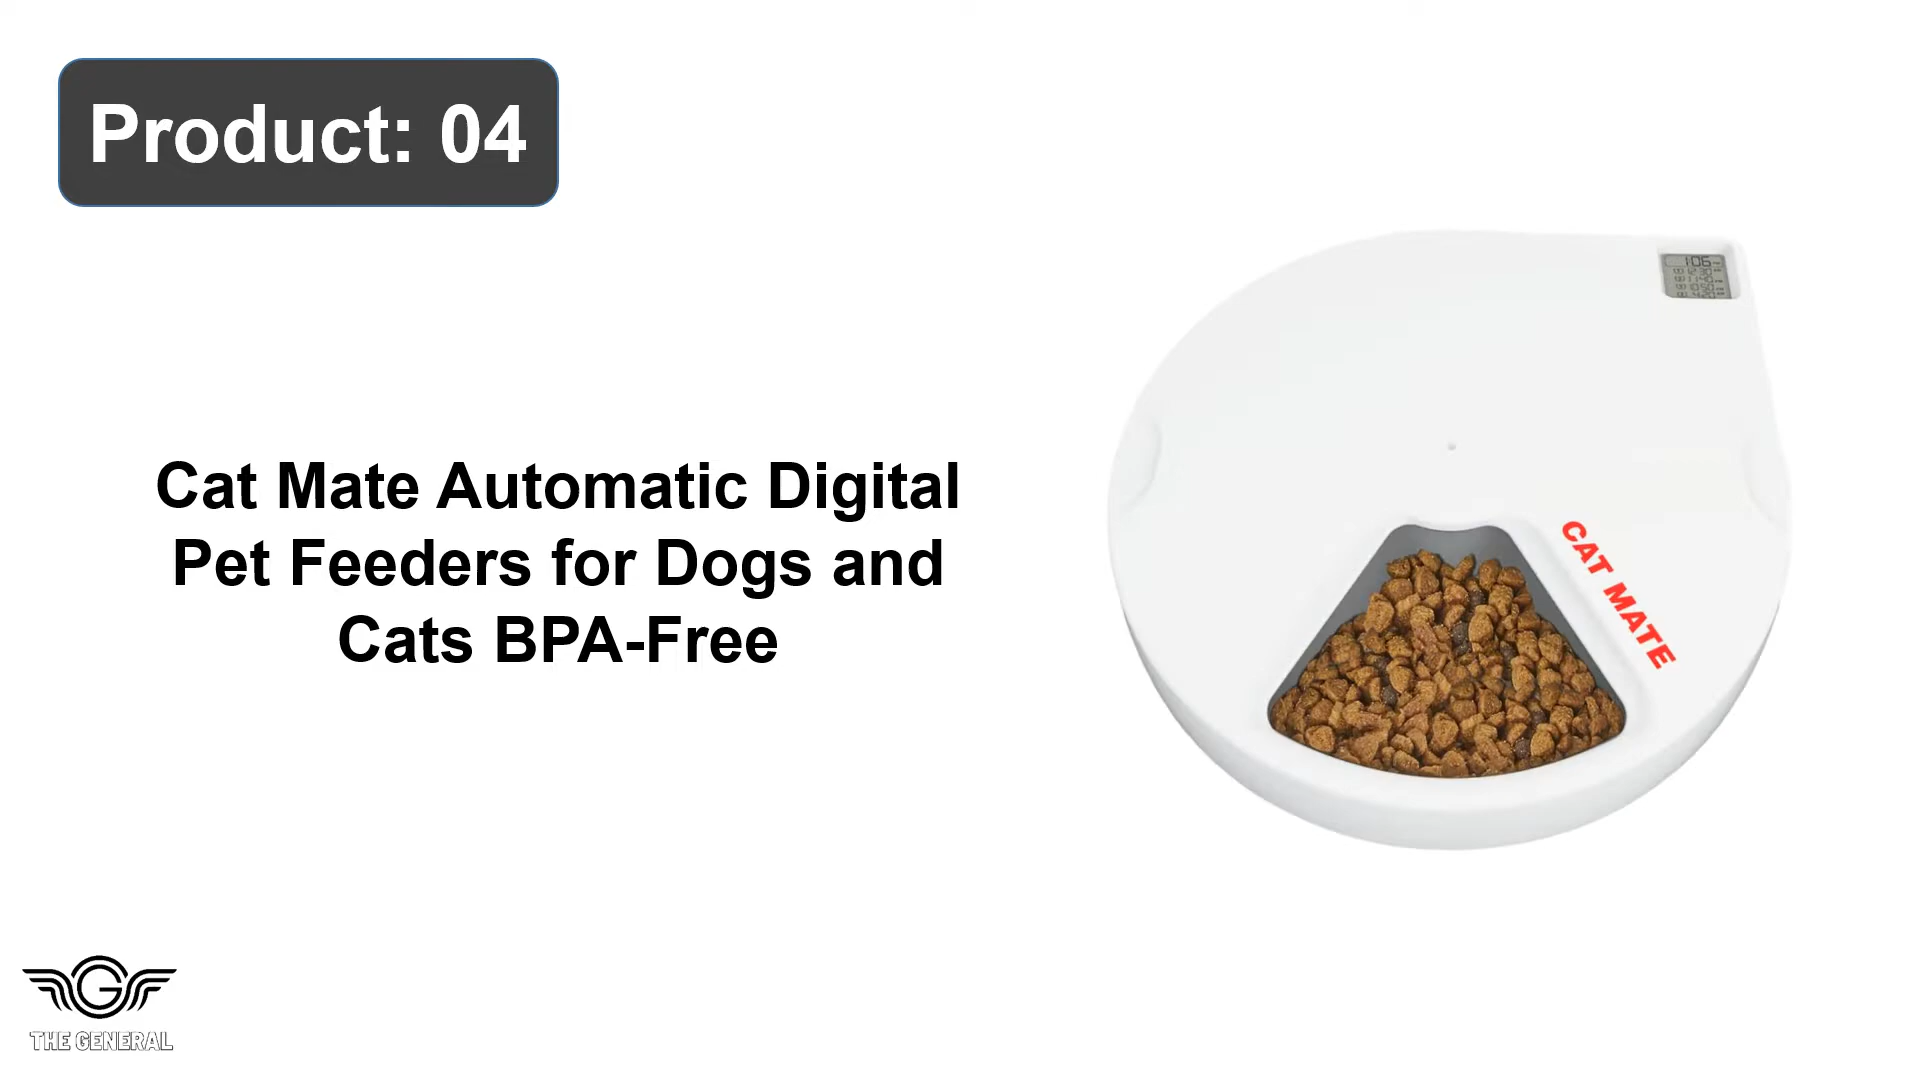 Product: 04
Cat Mate Automatic Digital
Pet Feeders for Dogs and
Cats BPA-Free
CAT MATE
THE GENERAL